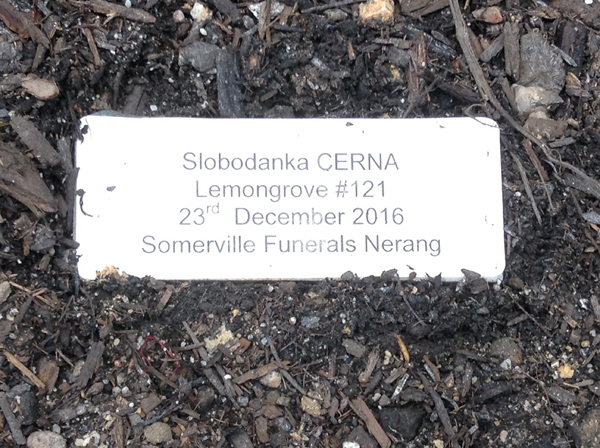 Slobodanka CERNA
Lemongrove #121
23rd December 2016
Somerville Funerals Nerang